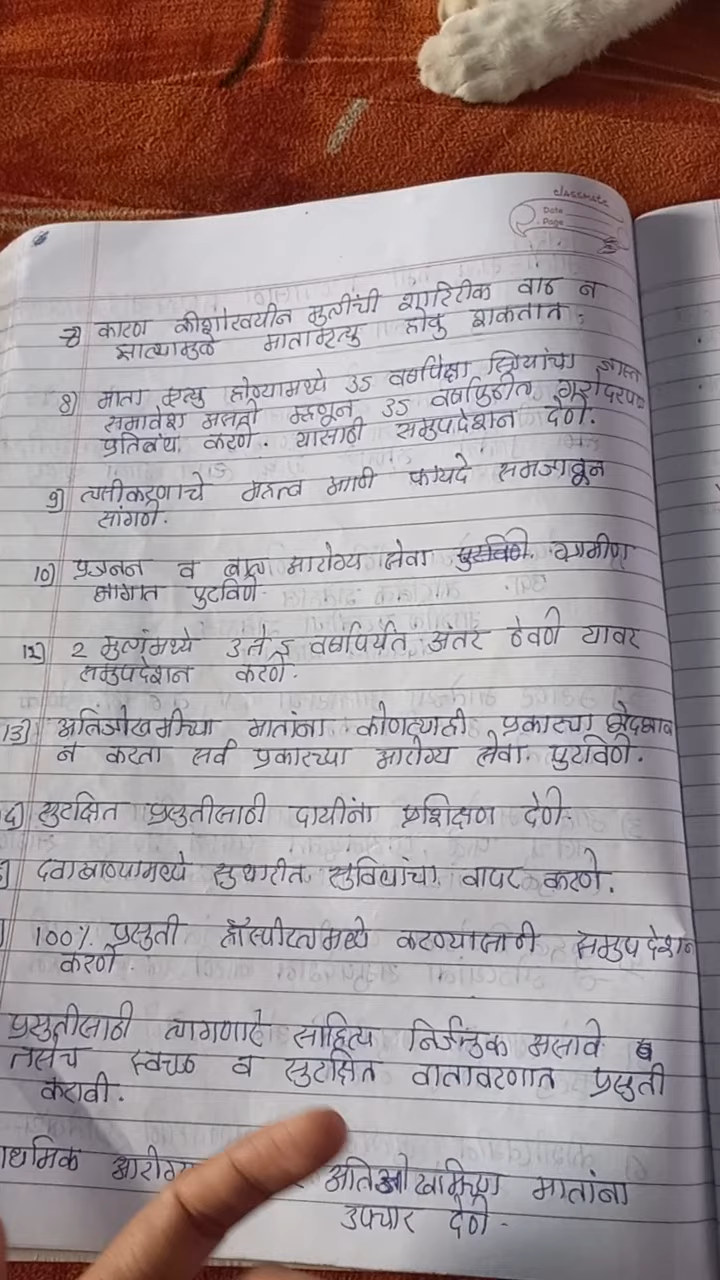 classmate
Date
Page
कारण कीशोरवयीन मुलींची शारिरीक वाढ न
झाल्यामुळे मातामृत्यु होवु शकतात.
8) माता मृत्यु होण्यामध्ये 35 वर्षापेक्षा स्त्रियांचा जास्त
समावेश असतो म्हणून 35 वर्षापुढील गरोदरपण
प्रतिबंध करणे. यासाठी समुपदेशन देणे.
9) लसीकरणाचे महत्व आणि फायदे समजावून
सांगणे.
10) प्रजनन व बाल आरोग्य सेवा ग्रामीण
भागात पुरविणे.
12) 2 मुलांमध्ये 3 ते 5 वर्षापर्यंत अंतर ठेवणे यावर
समुपदेशन करणे.
13) अतिजोखमीच्या मातांना कोणत्याही प्रकारचा भेदभाव
न करता सर्व प्रकारच्या आरोग्य सेवा पुरविणे.
सुरक्षित प्रसुतीसाठी दायींना प्रशिक्षण देणे.
दवाखाण्यामध्ये सुधारीत सुविधांचा वापर करणे.
100% प्रसुती हॉस्पीटलमध्ये करण्यासाठी समुपदेशन
करणे.
प्रसुतीसाठी लागणारे साहित्य निर्जंतुक असावे
तसेच स्वच्छ व सुरक्षित वातावरणात प्रसुती
करावी.
अतिजोखमिच्या मातांना
उपचार देणे.